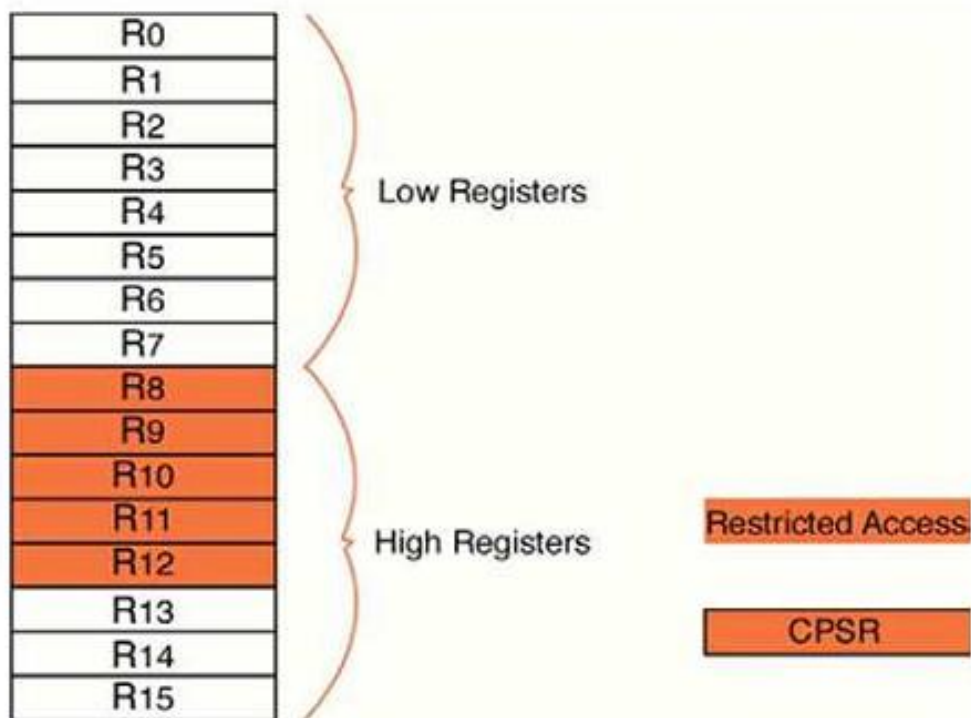 R0
R1
R2
R3
R4
R5
R6
R7
R8
R9
R10
R11
R12
R13
R14
R15
Low Registers
High Registers
Restricted Access
CPSR